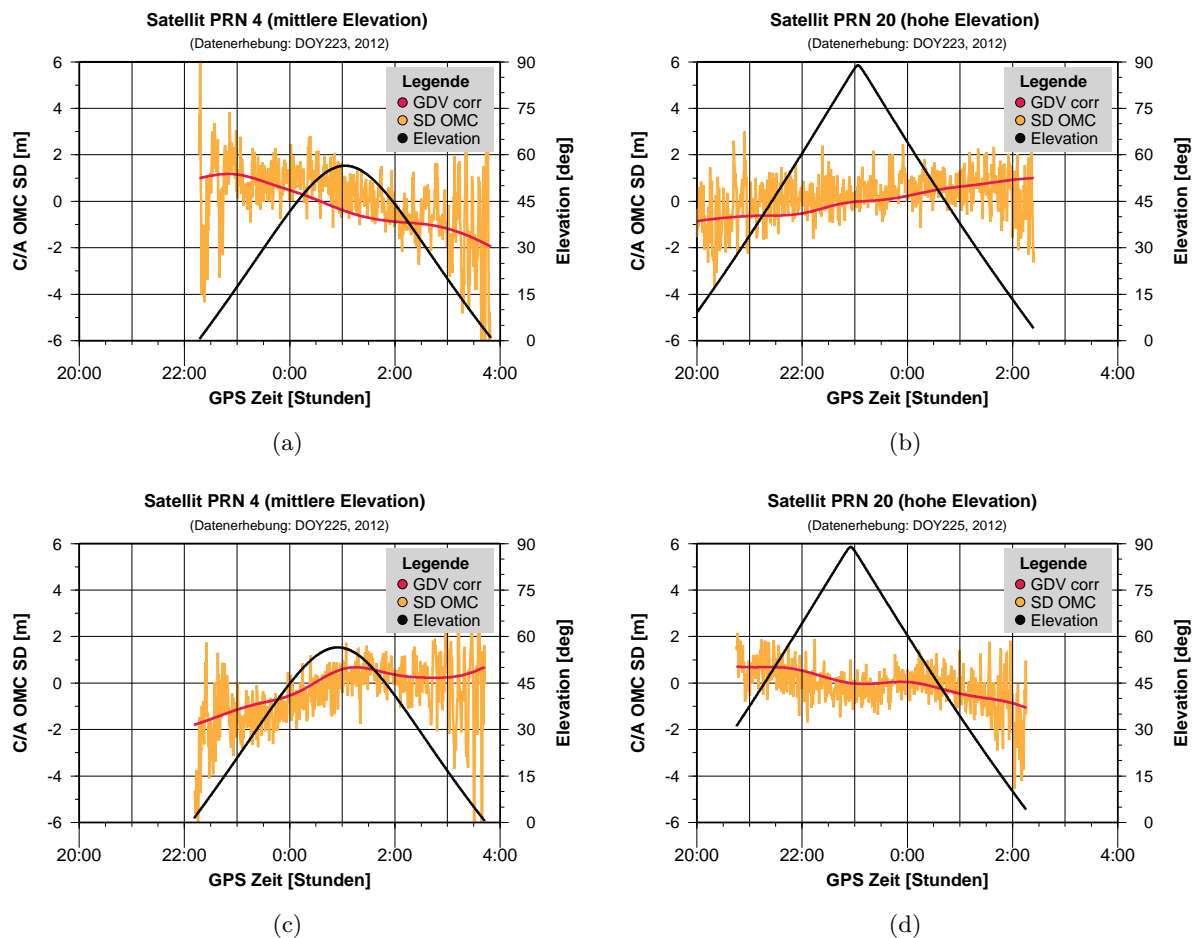 Satellit PRN 4 (mittlere Elevation)
(Datenerhebung: DOY223, 2012)
C/A OMC SD [m]
6
4
2
0
-2
-4
-6
Legende
GDV corr
SD OMC
Elevation
90
75
60
45
30
15
0
Elevation [deg]
20:00 22:00 0:00 2:00 4:00
GPS Zeit [Stunden]
(a)
Satellit PRN 20 (hohe Elevation)
(Datenerhebung: DOY223, 2012)
C/A OMC SD [m]
6
4
2
0
-2
-4
-6
Legende
GDV corr
SD OMC
Elevation
90
75
60
45
30
15
0
Elevation [deg]
20:00 22:00 0:00 2:00 4:00
GPS Zeit [Stunden]
(b)
Satellit PRN 4 (mittlere Elevation)
(Datenerhebung: DOY225, 2012)
C/A OMC SD [m]
6
4
2
0
-2
-4
-6
Legende
GDV corr
SD OMC
Elevation
90
75
60
45
30
15
0
Elevation [deg]
20:00 22:00 0:00 2:00 4:00
GPS Zeit [Stunden]
(c)
Satellit PRN 20 (hohe Elevation)
(Datenerhebung: DOY225, 2012)
C/A OMC SD [m]
6
4
2
0
-2
-4
-6
Legende
GDV corr
SD OMC
Elevation
90
75
60
45
30
15
0
Elevation [deg]
20:00 22:00 0:00 2:00 4:00
GPS Zeit [Stunden]
(d)